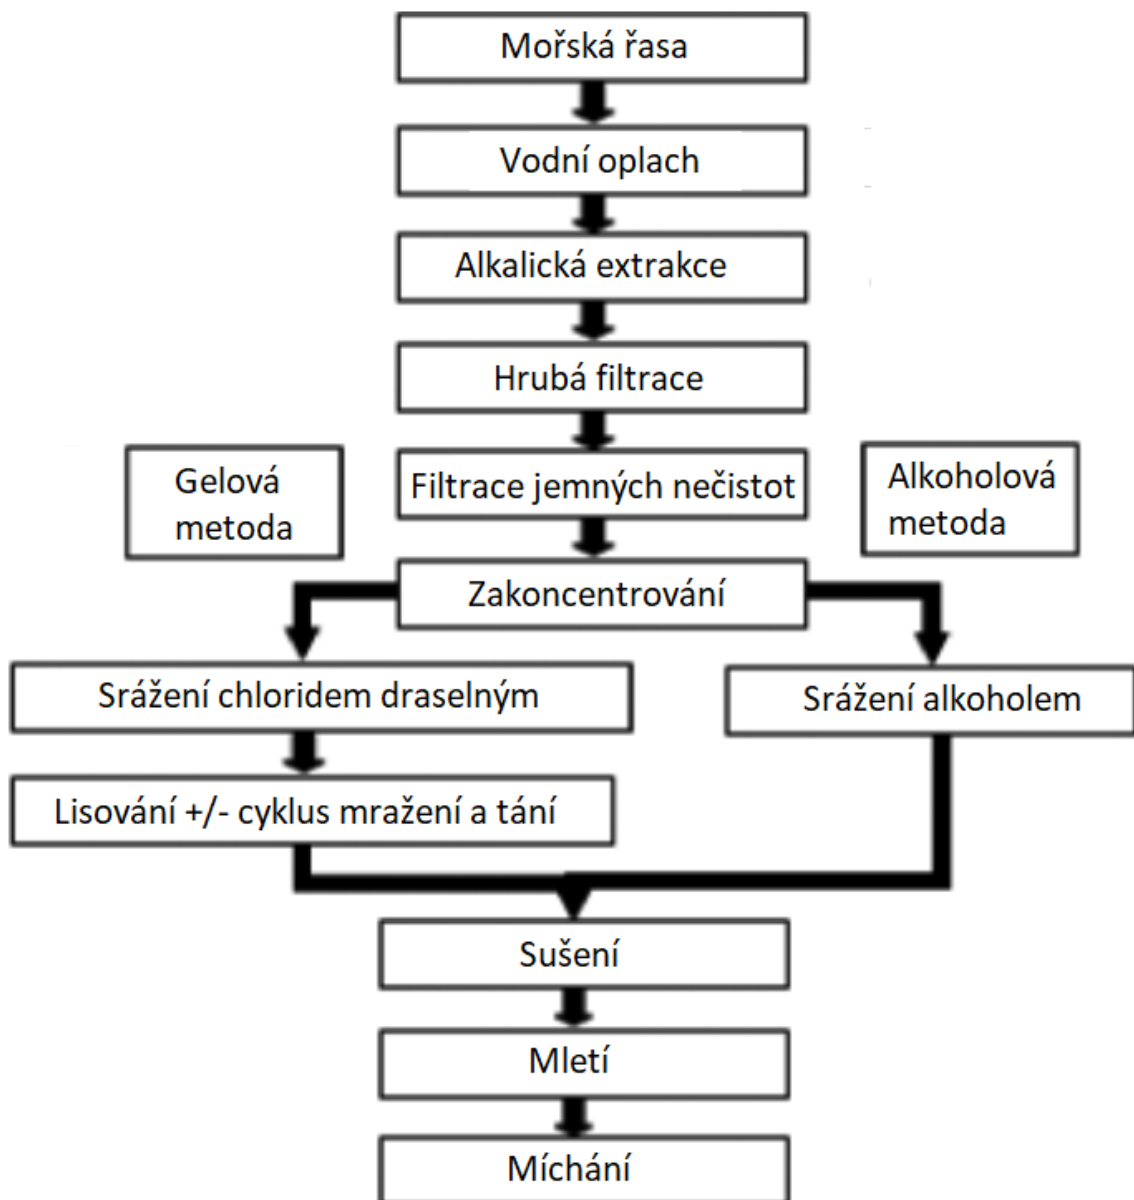 Mořská řasa
Vodní oplach
Alkalická extrakce
Hrubá filtrace
Gelová
metoda
Filtrace jemných nečistot
Alkoholová
metoda
Zakoncentrování
Srážení chloridem draselným
Srážení alkoholem
Lisování +/- cyklus mražení a tání
Sušení
Mletí
Míchání